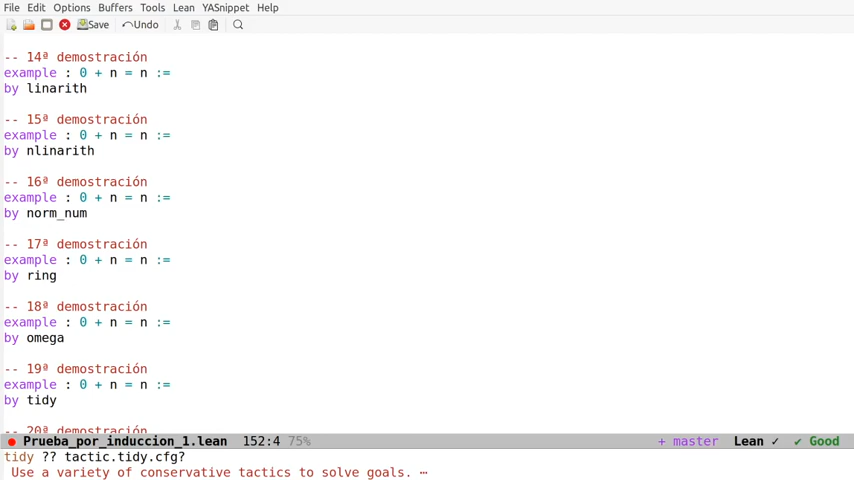 File Edit Options Buffers Tools Lean YASnippet Help
Save Undo
-- 14ª demostración
example : 0 + n = n :=
by linarith
-- 15ª demostración
example : 0 + n = n :=
by nlinarith
-- 16ª demostración
example : 0 + n = n :=
by norm_num
-- 17ª demostración
example : 0 + n = n :=
by ring
-- 18ª demostración
example : 0 + n = n :=
by omega
-- 19ª demostración
example : 0 + n = n :=
by tidy
-- 20ª demostración
Prueba_por_induccion_1.lean 152:4 75% + master Lean ✓ ✔ Good
tidy ?? tactic.tidy.cfg?
Use a variety of conservative tactics to solve goals. ⋯